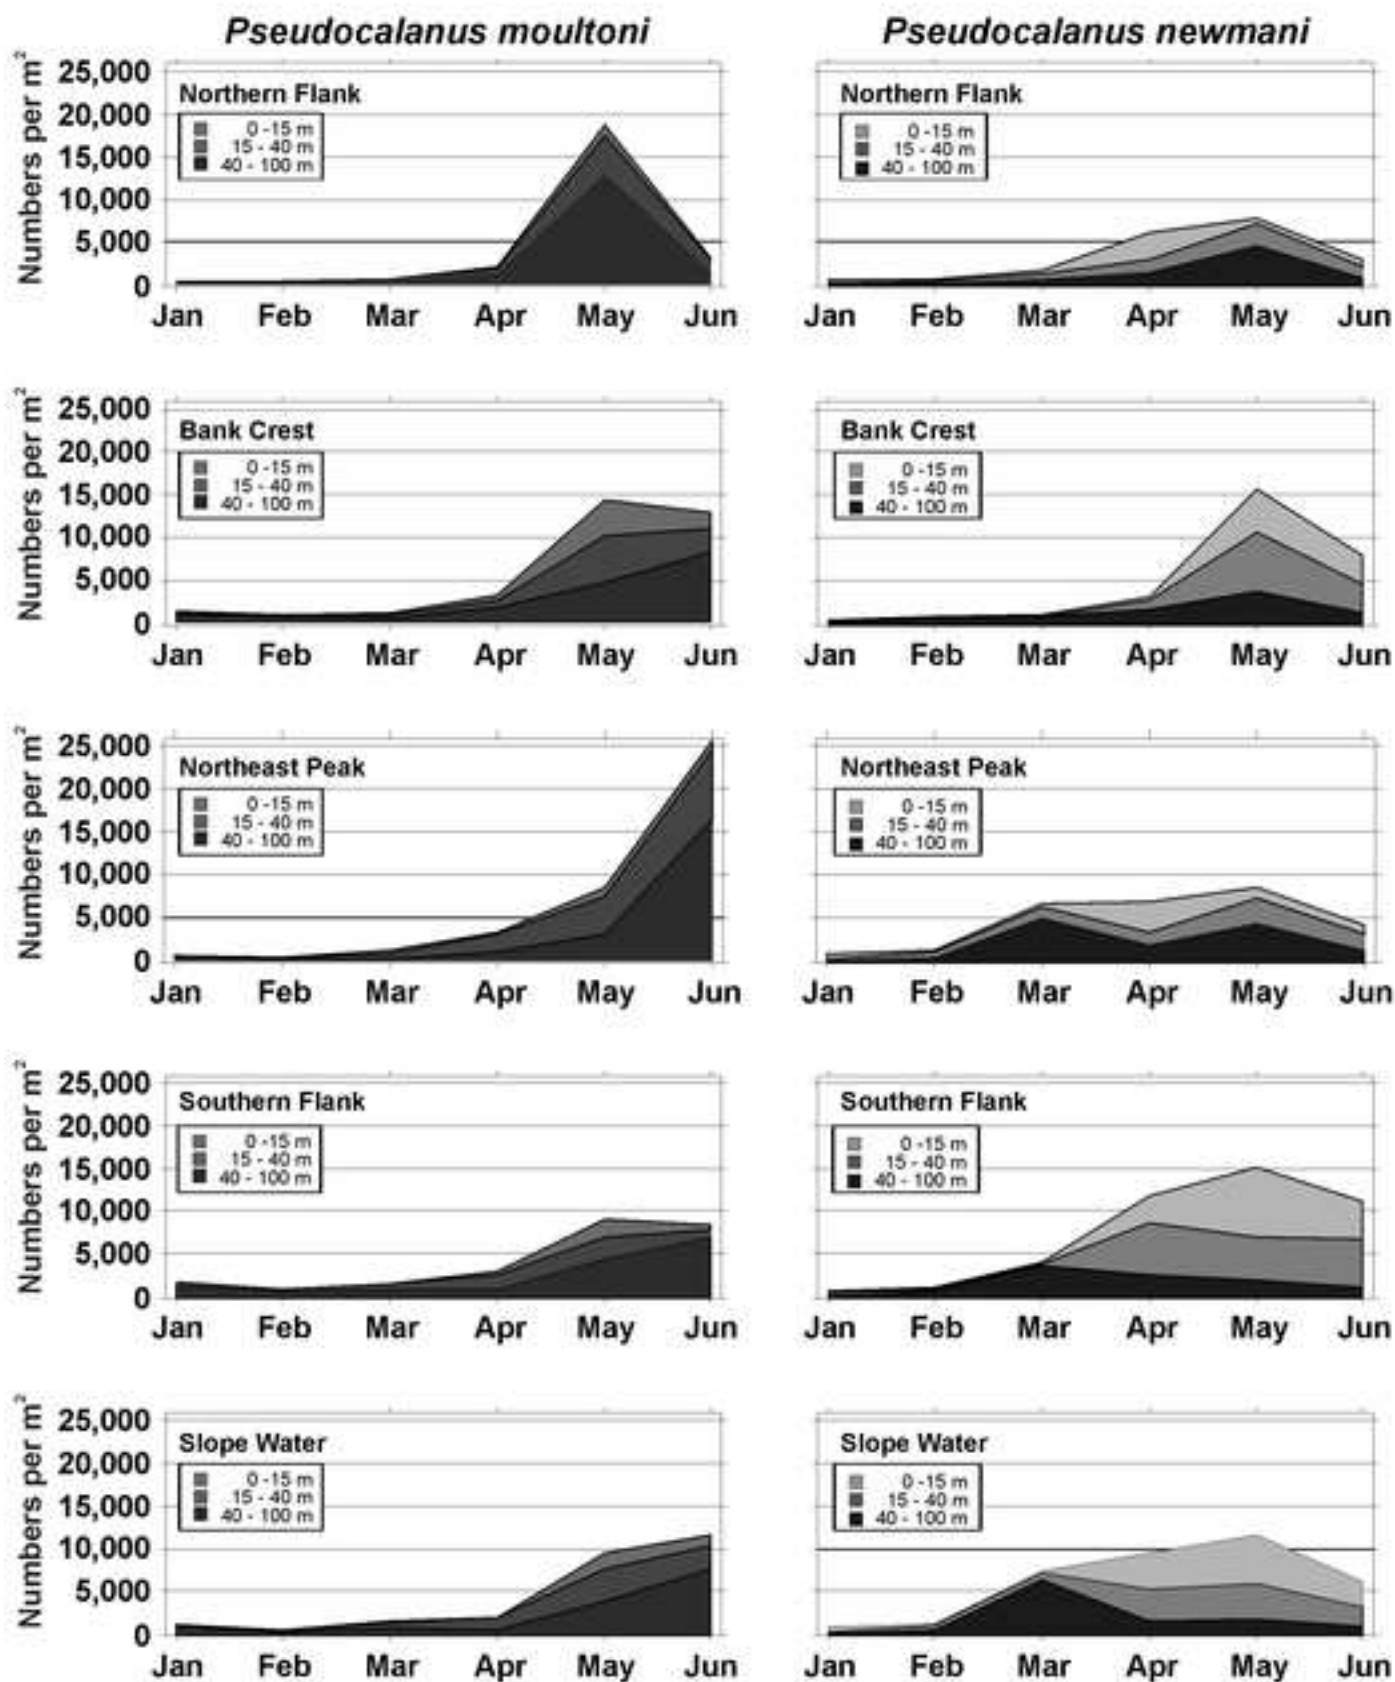 Pseudocalanus moultoni
Pseudocalanus newmani
Numbers per m²
25,000
20,000
15,000
10,000
5,000
0
Northern Flank
0 -15 m
15 - 40 m
40 - 100 m
Jan Feb Mar Apr May Jun
Northern Flank
0 -15 m
15 - 40 m
40 - 100 m
Jan Feb Mar Apr May Jun
Numbers per m²
25,000
20,000
15,000
10,000
5,000
0
Bank Crest
0 -15 m
15 - 40 m
40 - 100 m
Jan Feb Mar Apr May Jun
Bank Crest
0 -15 m
15 - 40 m
40 - 100 m
Jan Feb Mar Apr May Jun
Numbers per m²
25,000
20,000
15,000
10,000
5,000
0
Northeast Peak
0 -15 m
15 - 40 m
40 - 100 m
Jan Feb Mar Apr May Jun
Northeast Peak
0 -15 m
15 - 40 m
40 - 100 m
Jan Feb Mar Apr May Jun
Numbers per m²
25,000
20,000
15,000
10,000
5,000
0
Southern Flank
0 -15 m
15 - 40 m
40 - 100 m
Jan Feb Mar Apr May Jun
Southern Flank
0 -15 m
15 - 40 m
40 - 100 m
Jan Feb Mar Apr May Jun
Numbers per m²
25,000
20,000
15,000
10,000
5,000
0
Slope Water
0 -15 m
15 - 40 m
40 - 100 m
Jan Feb Mar Apr May Jun
Slope Water
0 -15 m
15 - 40 m
40 - 100 m
Jan Feb Mar Apr May Jun